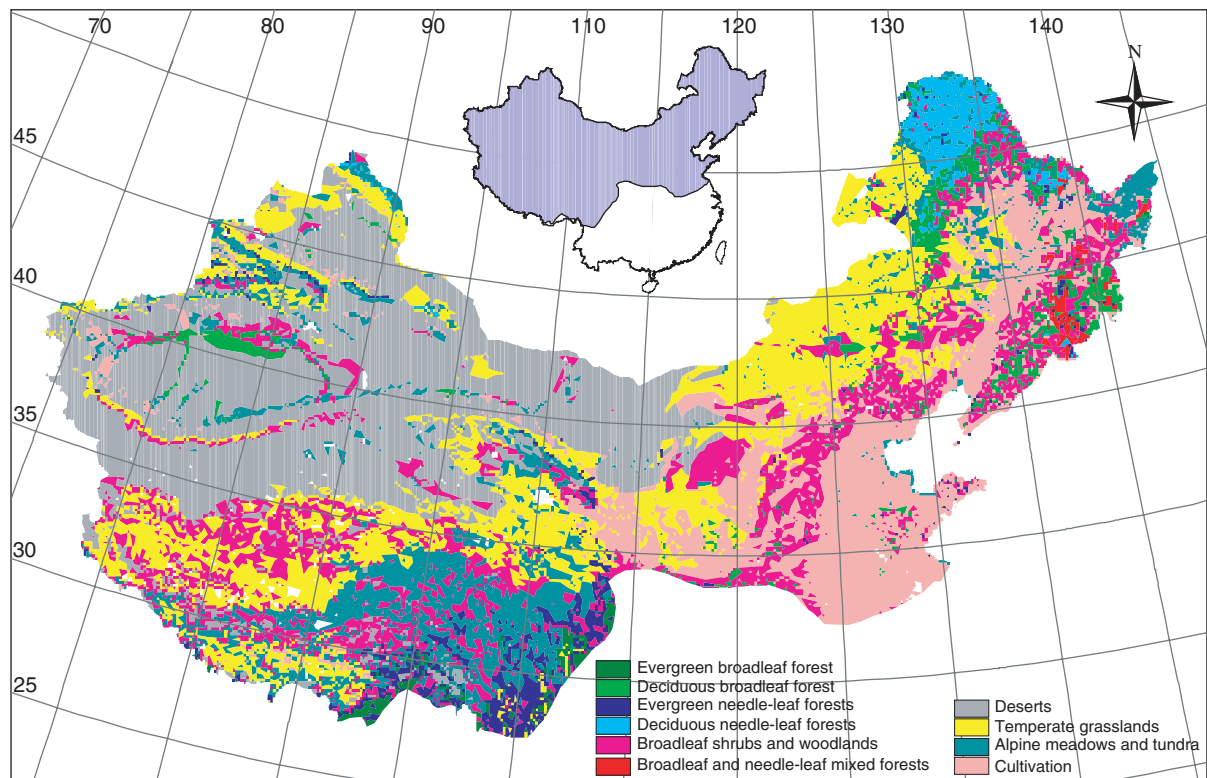 70 80 90 100 110 120 130 140
N
45
40
35
30
25
Evergreen broadleaf forest
Deciduous broadleaf forest
Evergreen needle-leaf forests
Deciduous needle-leaf forests
Broadleaf shrubs and woodlands
Broadleaf and needle-leaf mixed forests
Deserts
Temperate grasslands
Alpine meadows and tundra
Cultivation